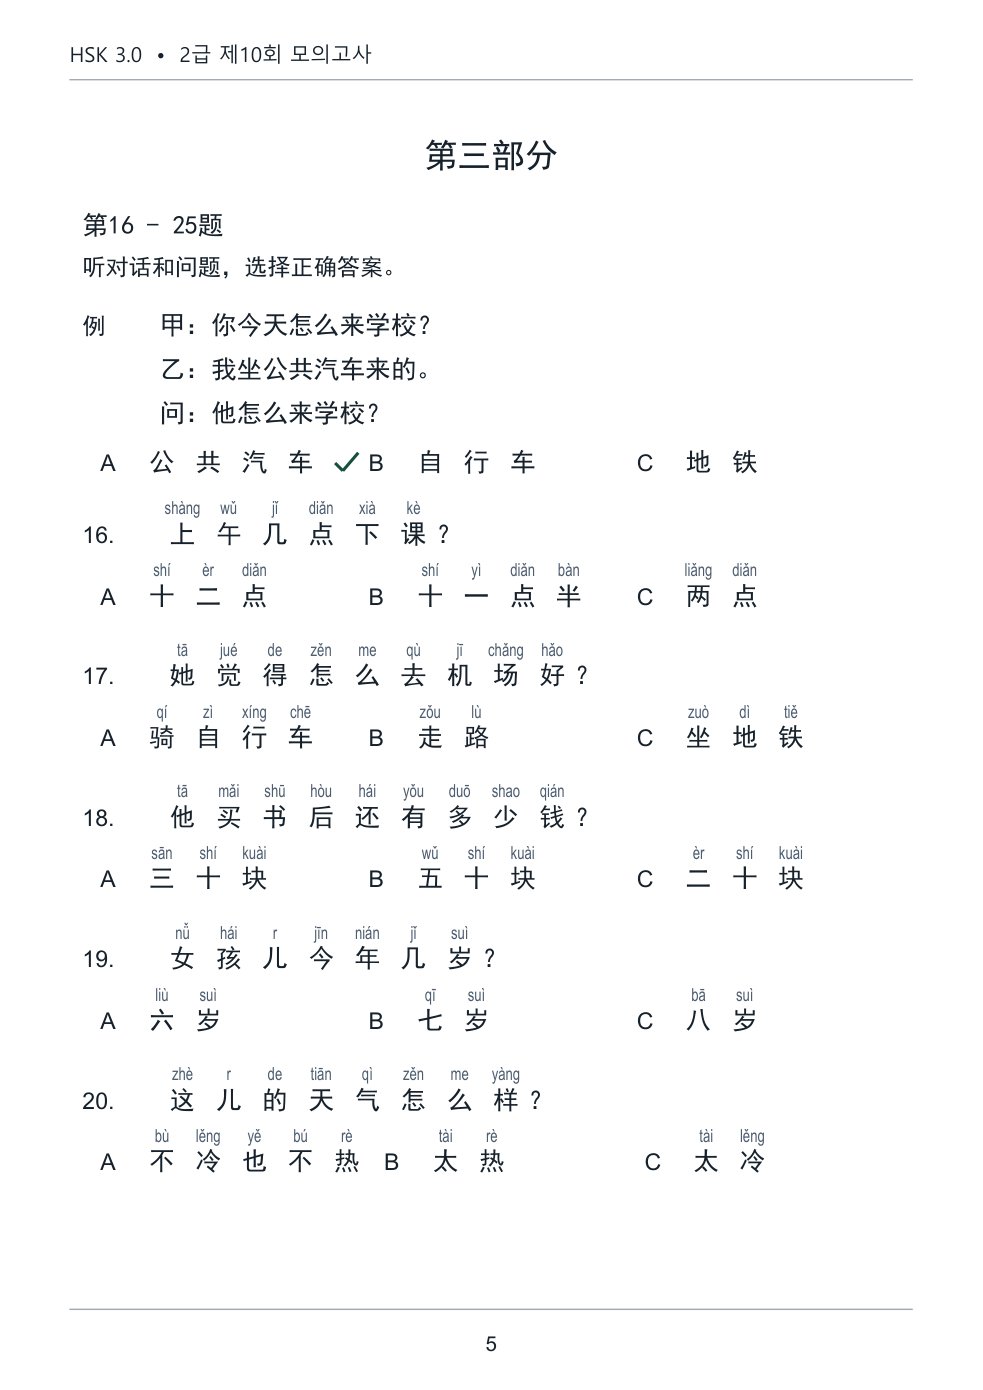 HSK 3.0 • 2급 제10회 모의고사
第三部分
第16 – 25题
听对话和问题，选择正确答案。
例 甲：你今天怎么来学校？
乙：我坐公共汽车来的。
问：他怎么来学校？
A 公共汽车 ✓ B 自行车 C 地铁
shàng wǔ jǐ diǎn xià kè
16. 上午几点下课？
shí èr diǎn shí yì diǎn bàn liǎng diǎn
A 十二点 B 十一点半 C 两点
tā jué de zěn me qù jī chǎng hǎo
17. 她觉得怎么去机场好？
qí zì xíng chē zǒu lù zuò dì tiě
A 骑自行车 B 走路 C 坐地铁
tā mǎi shū hòu hái yǒu duō shao qián
18. 他买书后还有多少钱？
sān shí kuài wǔ shí kuài èr shí kuài
A 三十块 B 五十块 C 二十块
nǚ hái r jīn nián jǐ suì
19. 女孩儿今年几岁？
liù suì qī suì bā suì
A 六岁 B 七岁 C 八岁
zhè r de tiān qì zěn me yàng
20. 这儿的天气怎么样？
bù lěng yě bú rè tài rè tài lěng
A 不冷也不热 B 太热 C 太冷
5